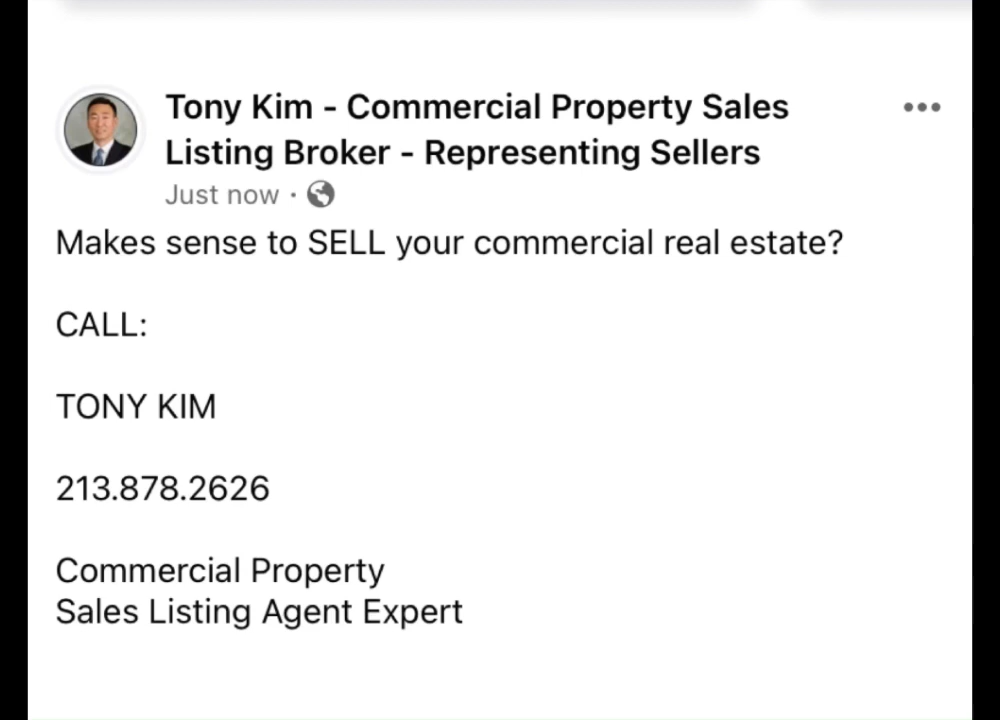 Tony Kim - Commercial Property Sales
Listing Broker - Representing Sellers
Just now ·
Makes sense to SELL your commercial real estate?
CALL:
TONY KIM
213.878.2626
Commercial Property
Sales Listing Agent Expert